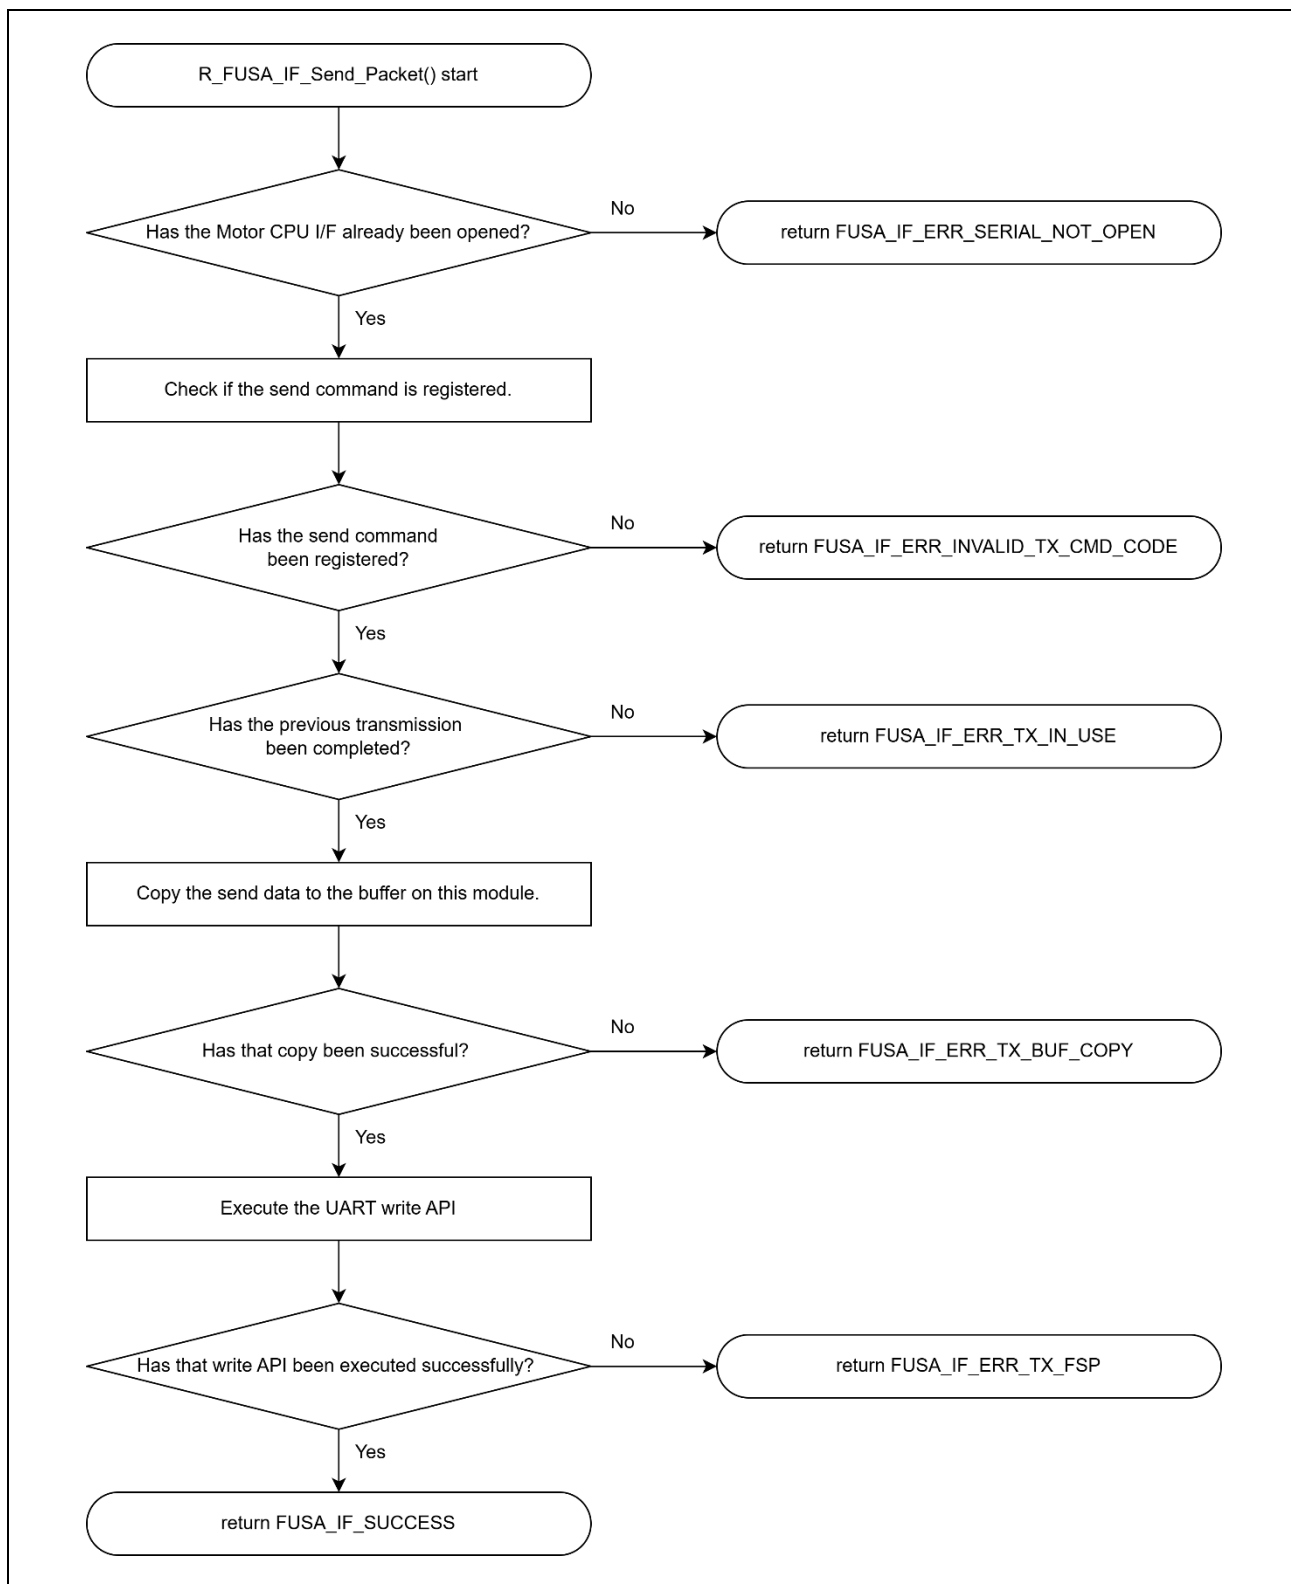 R_FUSA_IF_Send_Packet() start
Has the Motor CPU I/F already been opened?
No
return FUSA_IF_ERR_SERIAL_NOT_OPEN
Yes
Check if the send command is registered.
Has the send command
been registered?
No
return FUSA_IF_ERR_INVALID_TX_CMD_CODE
Yes
Has the previous transmission
been completed?
No
return FUSA_IF_ERR_TX_IN_USE
Yes
Copy the send data to the buffer on this module.
Has that copy been successful?
No
return FUSA_IF_ERR_TX_BUF_COPY
Yes
Execute the UART write API
Has that write API been executed successfully?
No
return FUSA_IF_ERR_TX_FSP
Yes
return FUSA_IF_SUCCESS